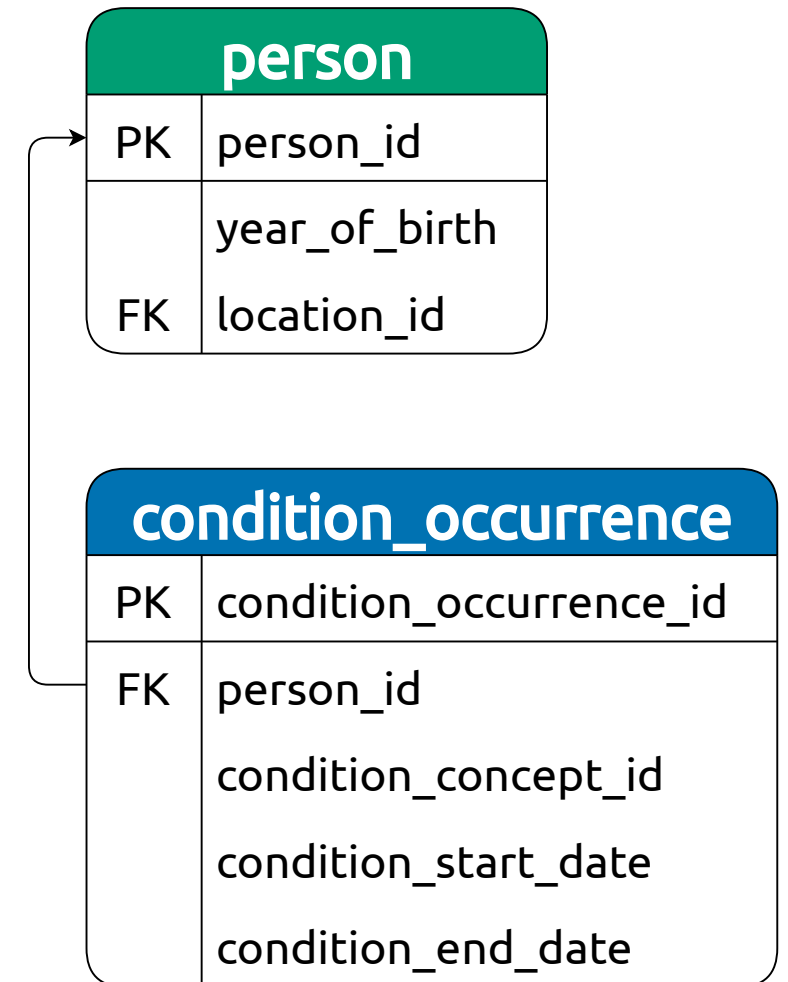 person
PK person_id
year_of_birth
FK location_id
condition_occurrence
PK condition_occurrence_id
FK person_id
condition_concept_id
condition_start_date
condition_end_date